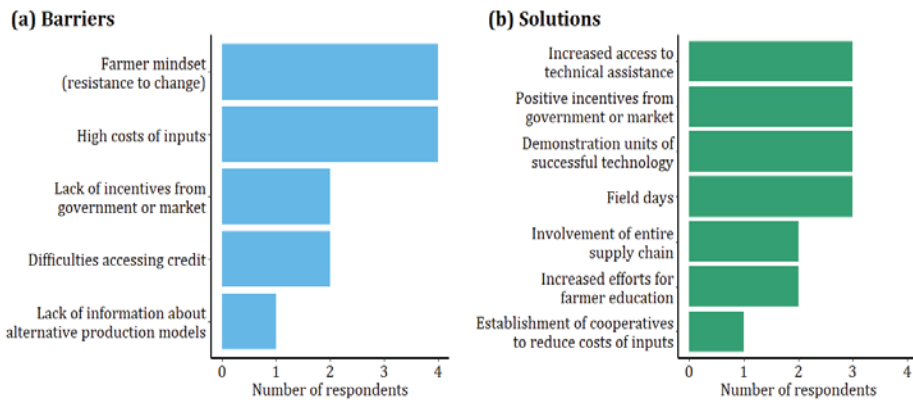 (a) Barriers
Farmer mindset
(resistance to change)
High costs of inputs
Lack of incentives from
government or market
Difficulties accessing credit
Lack of information about
alternative production models
0 1 2 3 4
Number of respondents
(b) Solutions
Increased access to
technical assistance
Positive incentives from
government or market
Demonstration units of
successful technology
Field days
Involvement of entire
supply chain
Increased efforts for
farmer education
Establishment of cooperatives
to reduce costs of inputs
0 1 2 3 4
Number of respondents